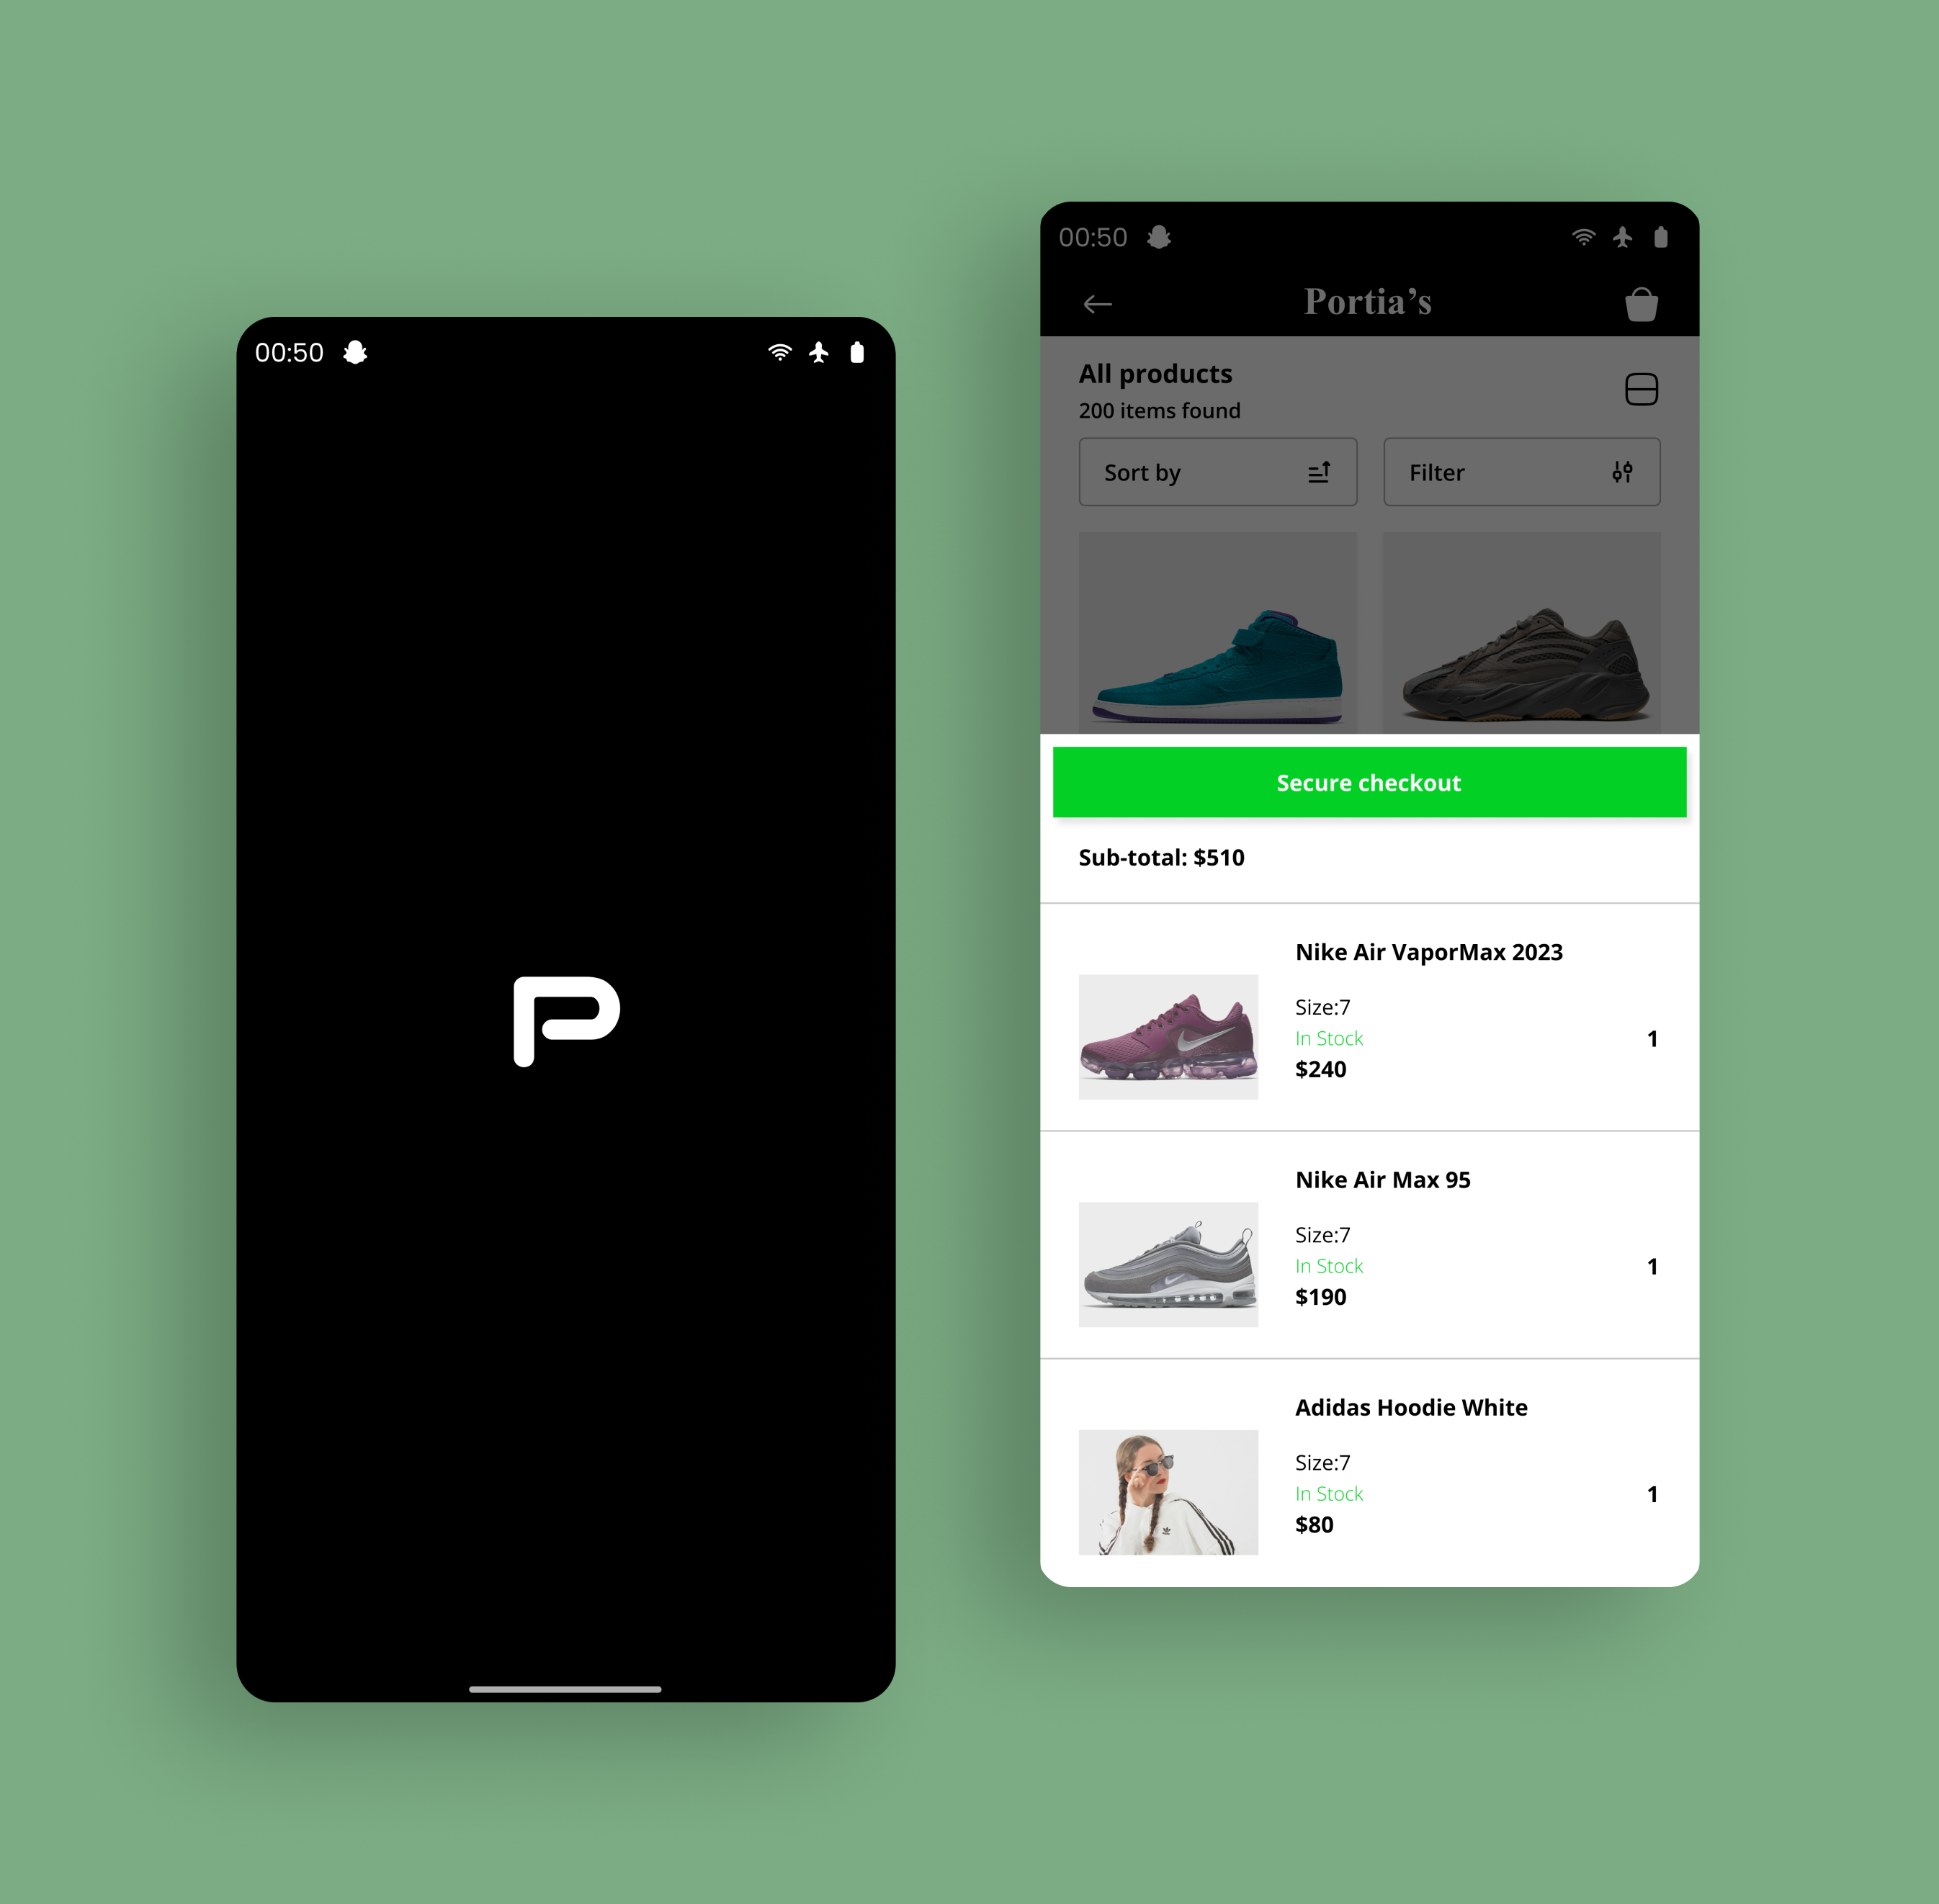 00:50
P
00:50
Portia’s
All products
200 items found
Sort by
Filter
Secure checkout
Sub-total: $510
Nike Air VaporMax 2023
Size:7
In Stock
1
$240
Nike Air Max 95
Size:7
In Stock
1
$190
Adidas Hoodie White
Size:7
In Stock
1
$80